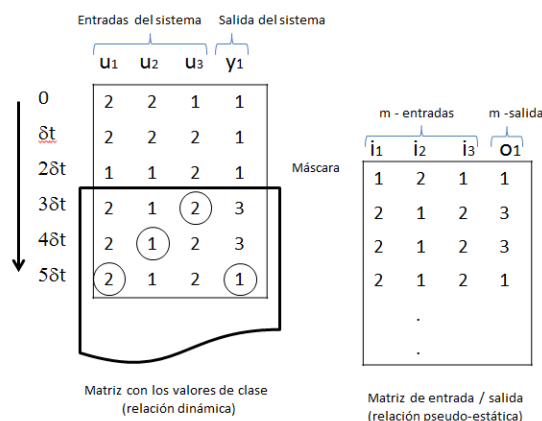 Entradas del sistema Salida del sistema
u1 u2 u3 y1
0 2 2 1 1
δt 2 2 2 1
2δt 1 1 2 1
3δt 2 1 2 3
4δt 2 1 2 3
5δt 2 1 2 1
Matriz con los valores de clase
(relación dinámica)
Máscara
m - entradas m -salida
i1 i2 i3 o1
1 2 1 1
2 1 2 3
2 1 2 3
2 1 2 1
.
.
Matriz de entrada / salida
(relación pseudo-estática)